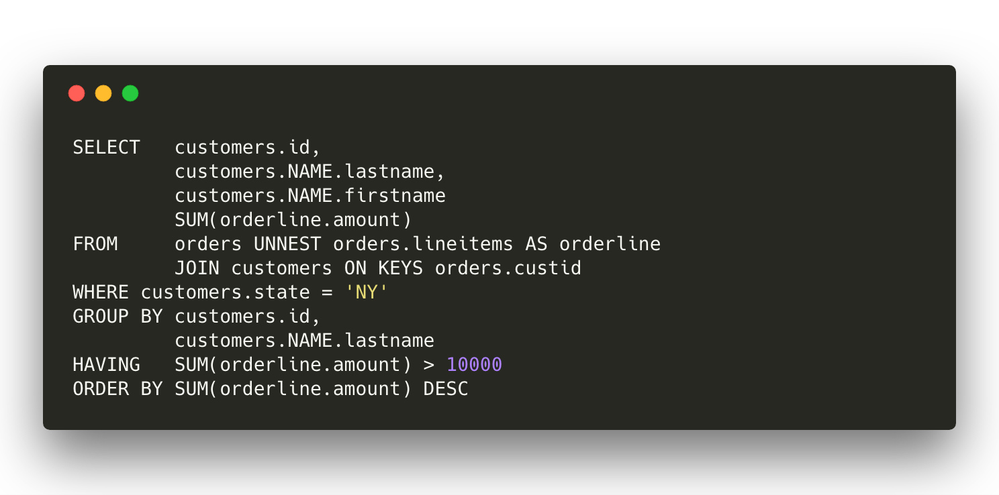 SELECT   customers.id,
         customers.NAME.lastname,
         customers.NAME.firstname
         SUM(orderline.amount)
FROM     orders UNNEST orders.lineitems AS orderline
         JOIN customers ON KEYS orders.custid
WHERE customers.state = 'NY'
GROUP BY customers.id,
         customers.NAME.lastname
HAVING   SUM(orderline.amount) > 10000
ORDER BY SUM(orderline.amount) DESC